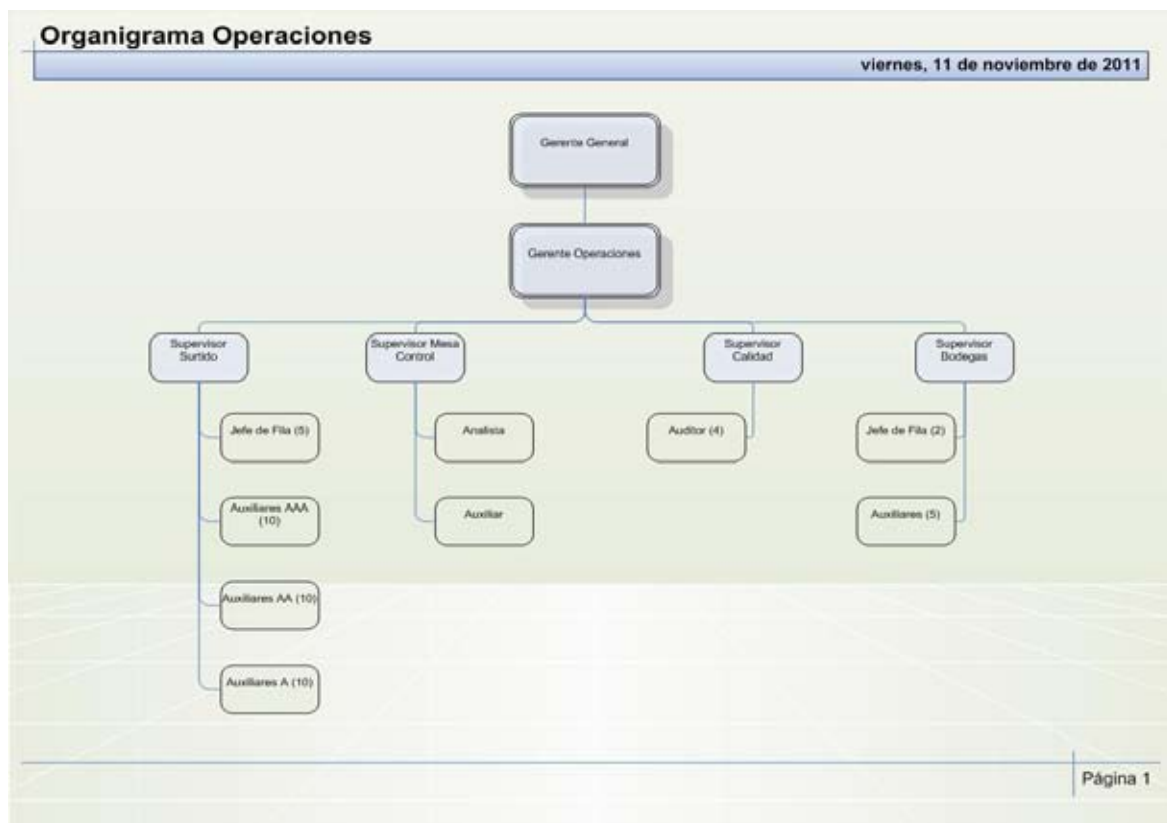 Organigrama Operaciones
viernes, 11 de noviembre de 2011
Gerente General
Gerente Operaciones
Supervisor
Surtido
Supervisor Mesa
Control
Supervisor
Calidad
Supervisor
Bodegas
Jefe de Fila (5)
Analista
Auditor (4)
Jefe de Fila (2)
Auxiliares AAA
(10)
Auxiliar
Auxiliares (5)
Auxiliares AA (10)
Auxiliares A (10)
Página 1